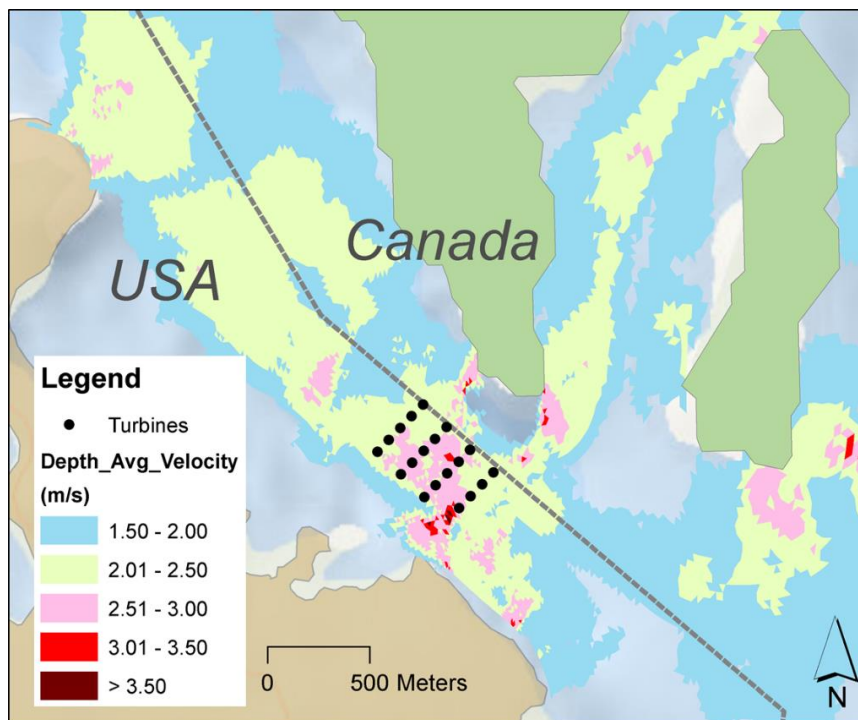 Canada
USA
Legend
Turbines
Depth_Avg_Velocity
(m/s)
1.50 - 2.00
2.01 - 2.50
2.51 - 3.00
3.01 - 3.50
> 3.50
0 500 Meters
N